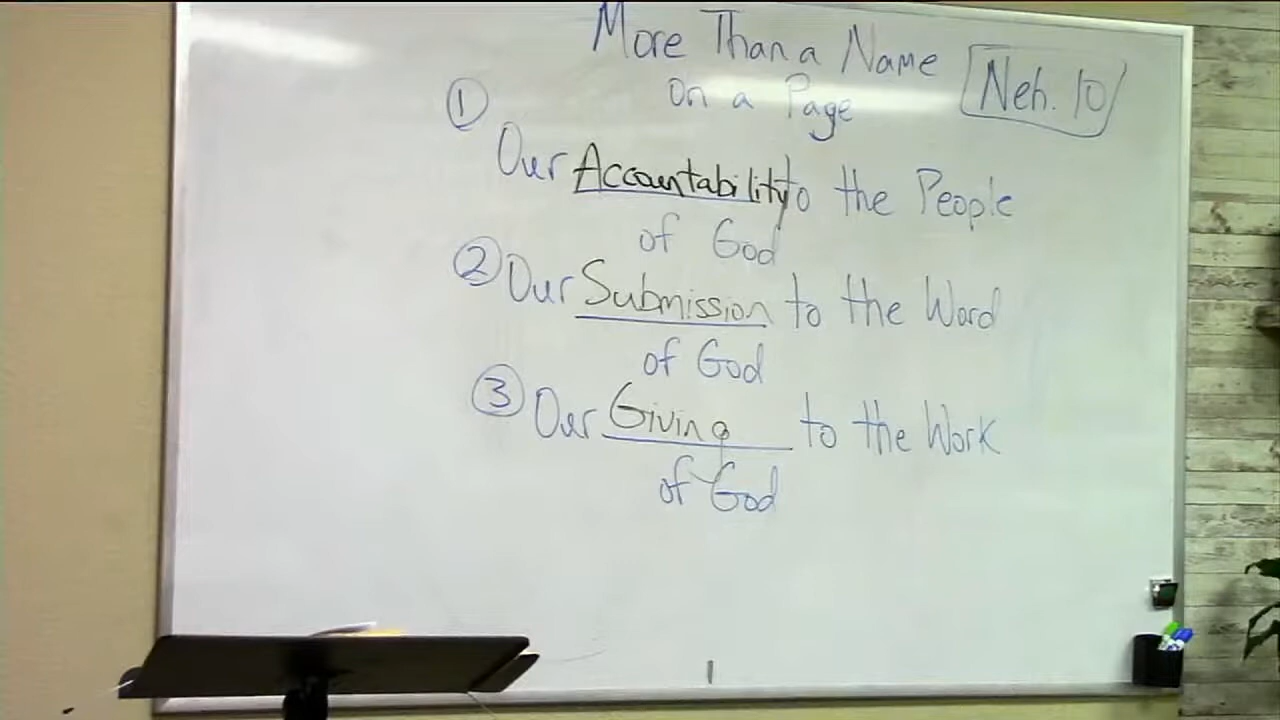 More Than a Name
on a Page
Neh. 10
① Our Accountability to the People
of God
② Our Submission to the Word
of God
③ Our Giving to the Work
of God